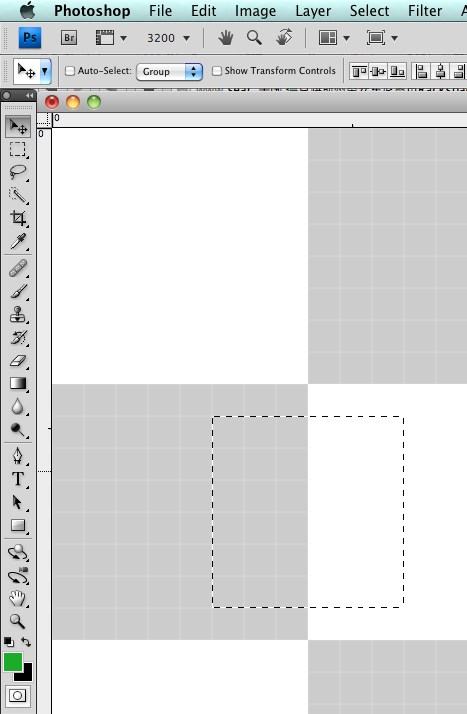 Photoshop File Edit Image Layer Select Filter
Ps Br 3200
Auto-Select: Group Show Transform Controls
0
0
T